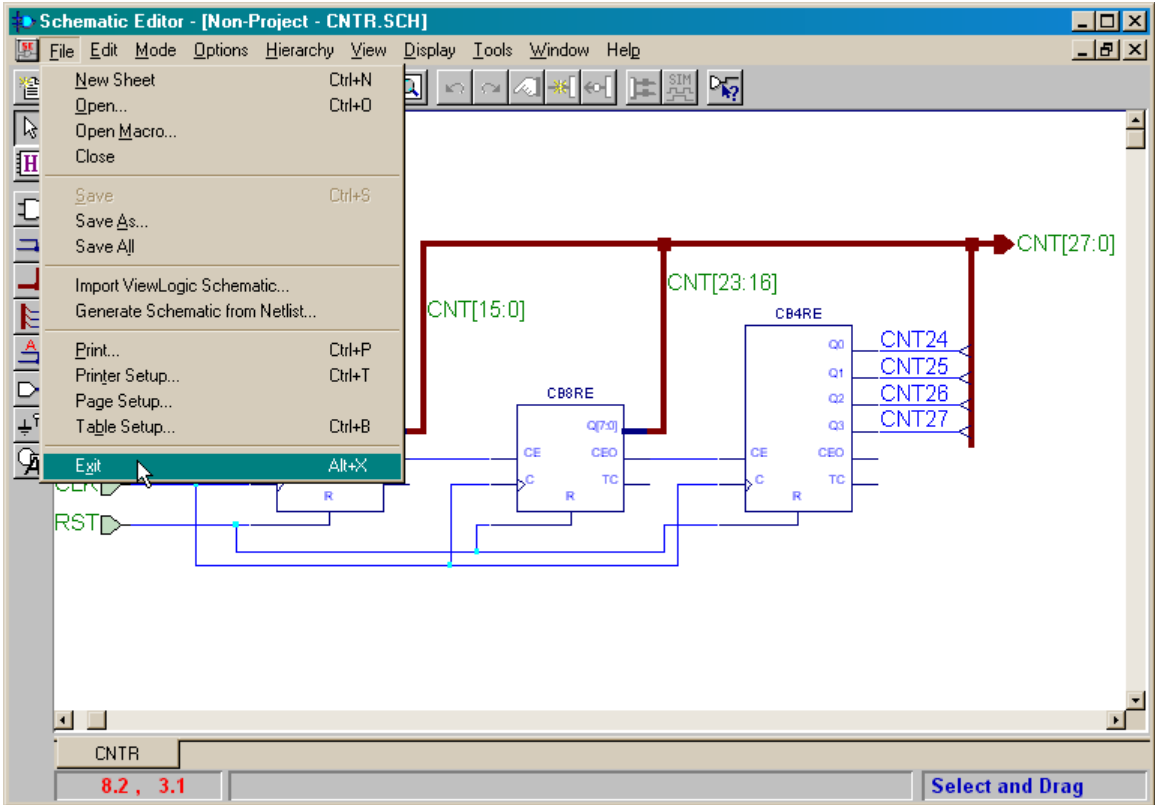 Schematic Editor - [Non-Project - CNTR.SCH]
File Edit Mode Options Hierarchy View Display Tools Window Help
New Sheet Ctrl+N
Open... Ctrl+O
Open Macro...
Close
Save Ctrl+S
Save As...
Save All
Import ViewLogic Schematic...
Generate Schematic from Netlist...
Print... Ctrl+P
Printer Setup... Ctrl+T
Page Setup...
Table Setup... Ctrl+B
Exit Alt+X
SIM
H
A
A
CNT[27:0]
CNT[23:16]
CNT[15:0]
CB4RE
Q0 CNT24
Q1 CNT25
Q2 CNT26
Q3 CNT27
CE CEO
C TC
R
CB8RE
Q[7:0]
CE CEO
C TC
R
R
CLK
RST
CNTR
8.2 , 3.1
Select and Drag